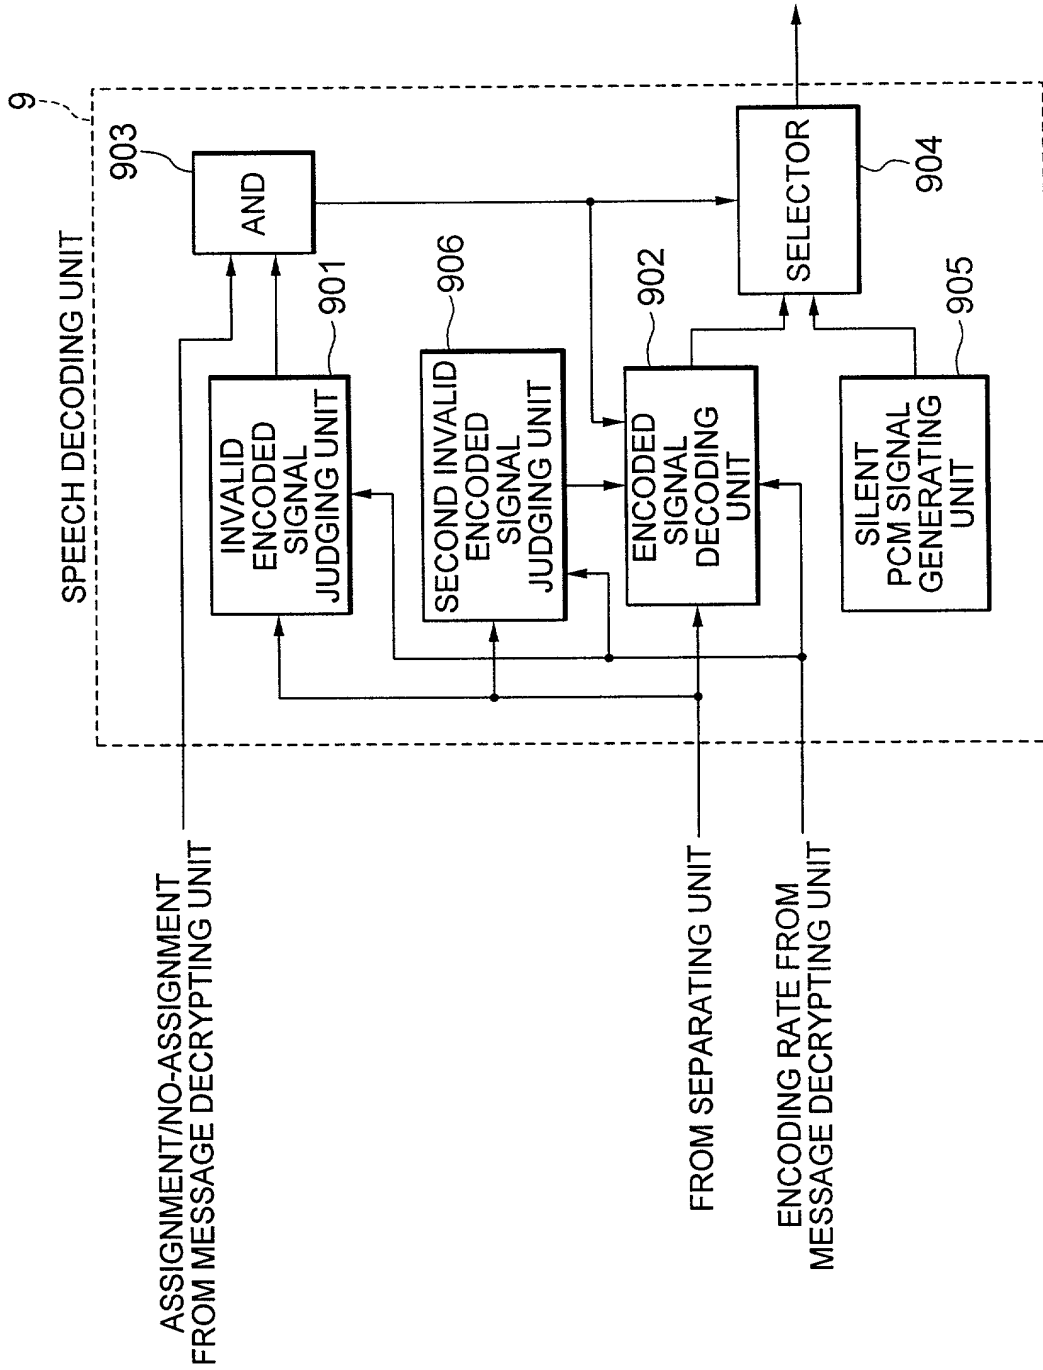 SPEECH DECODING UNIT
9
903
AND
INVALID
ENCODED
SIGNAL
JUDGING UNIT
901
SECOND INVALID
ENCODED
SIGNAL
JUDGING UNIT
906
ENCODED
SIGNAL
DECODING
UNIT
902
SELECTOR
904
SILENT
PCM SIGNAL
GENERATING
UNIT
905
ASSIGNMENT/NO-ASSIGNMENT
FROM MESSAGE DECRYPTING UNIT
FROM SEPARATING UNIT
ENCODING RATE FROM
MESSAGE DECRYPTING UNIT